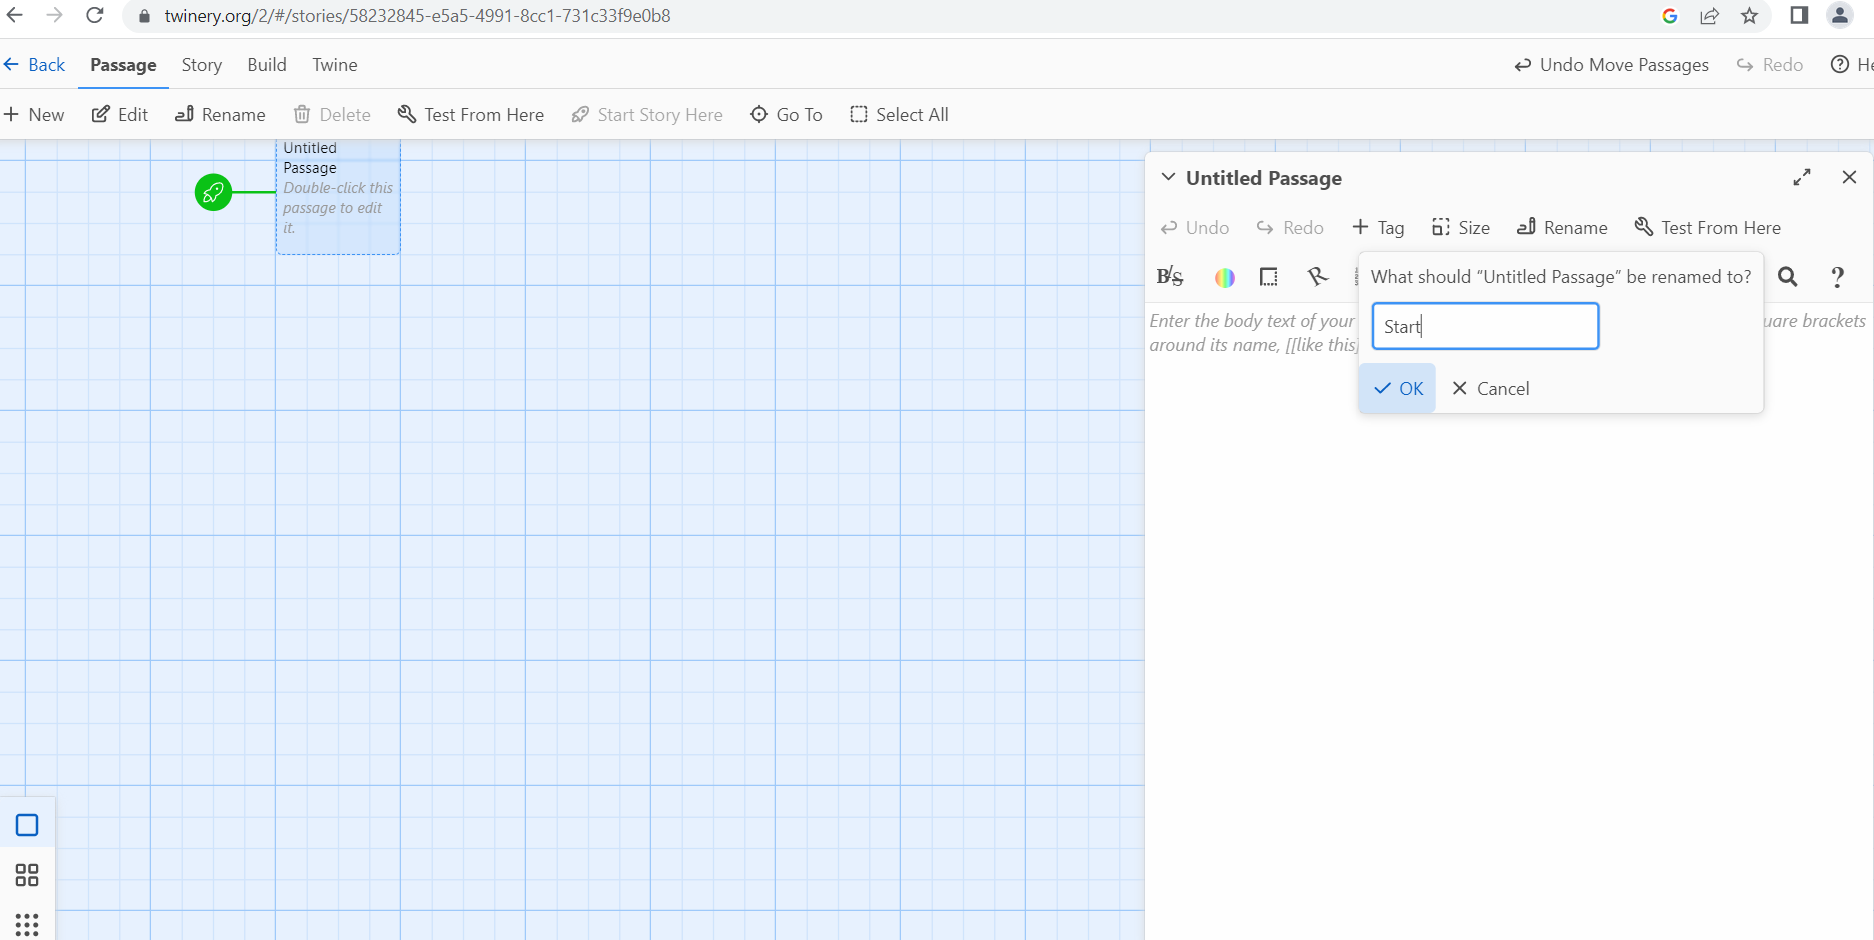 twinery.org/2/#/stories/58232845-e5a5-4991-8cc1-731c33f9e0b8
Back Passage Story Build Twine Undo Move Passages Redo He
New Edit Rename Delete Test From Here Start Story Here Go To Select All
Untitled
Passage
Double-click this
passage to edit
it.
Untitled Passage
Undo Redo + Tag Size Rename Test From Here
What should “Untitled Passage” be renamed to?
Start
Enter the body text of your uare brackets
around its name, [[like this]
OK Cancel